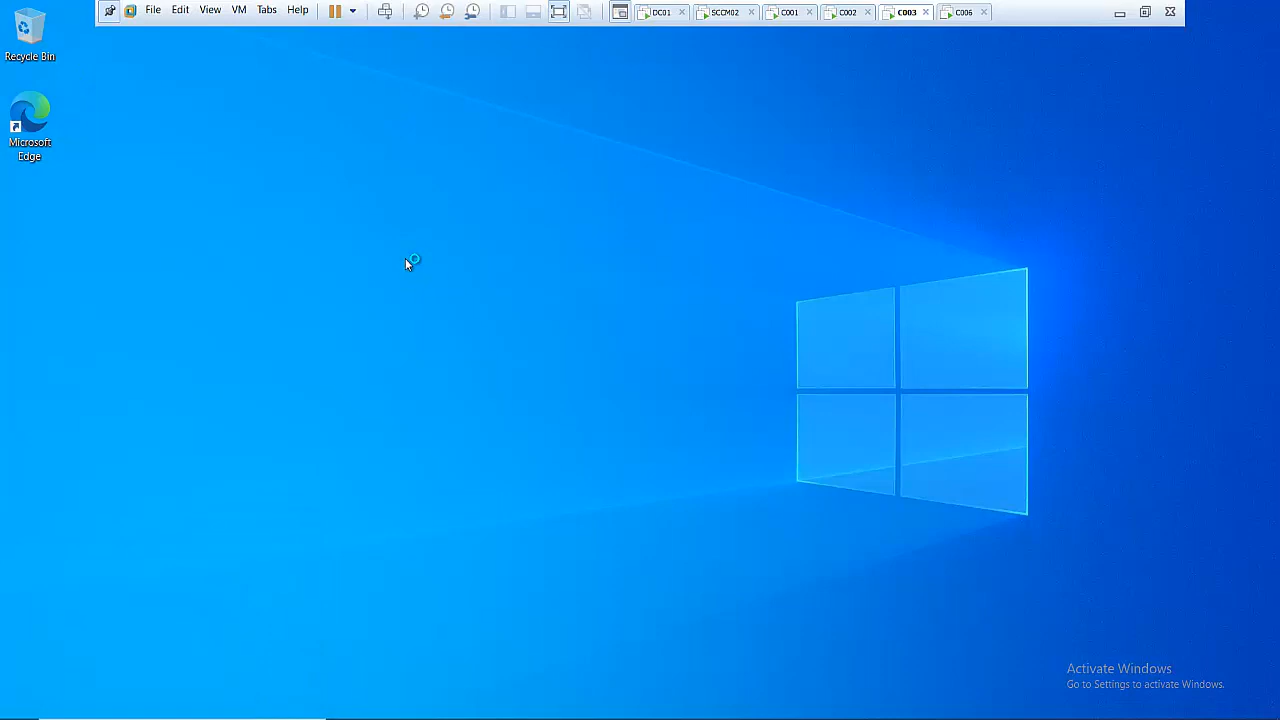 File Edit View VM Tabs Help
DC01 SCCM02 C001 C002 C003 C006
Recycle Bin
Microsoft
Edge
Activate Windows
Go to Settings to activate Windows.